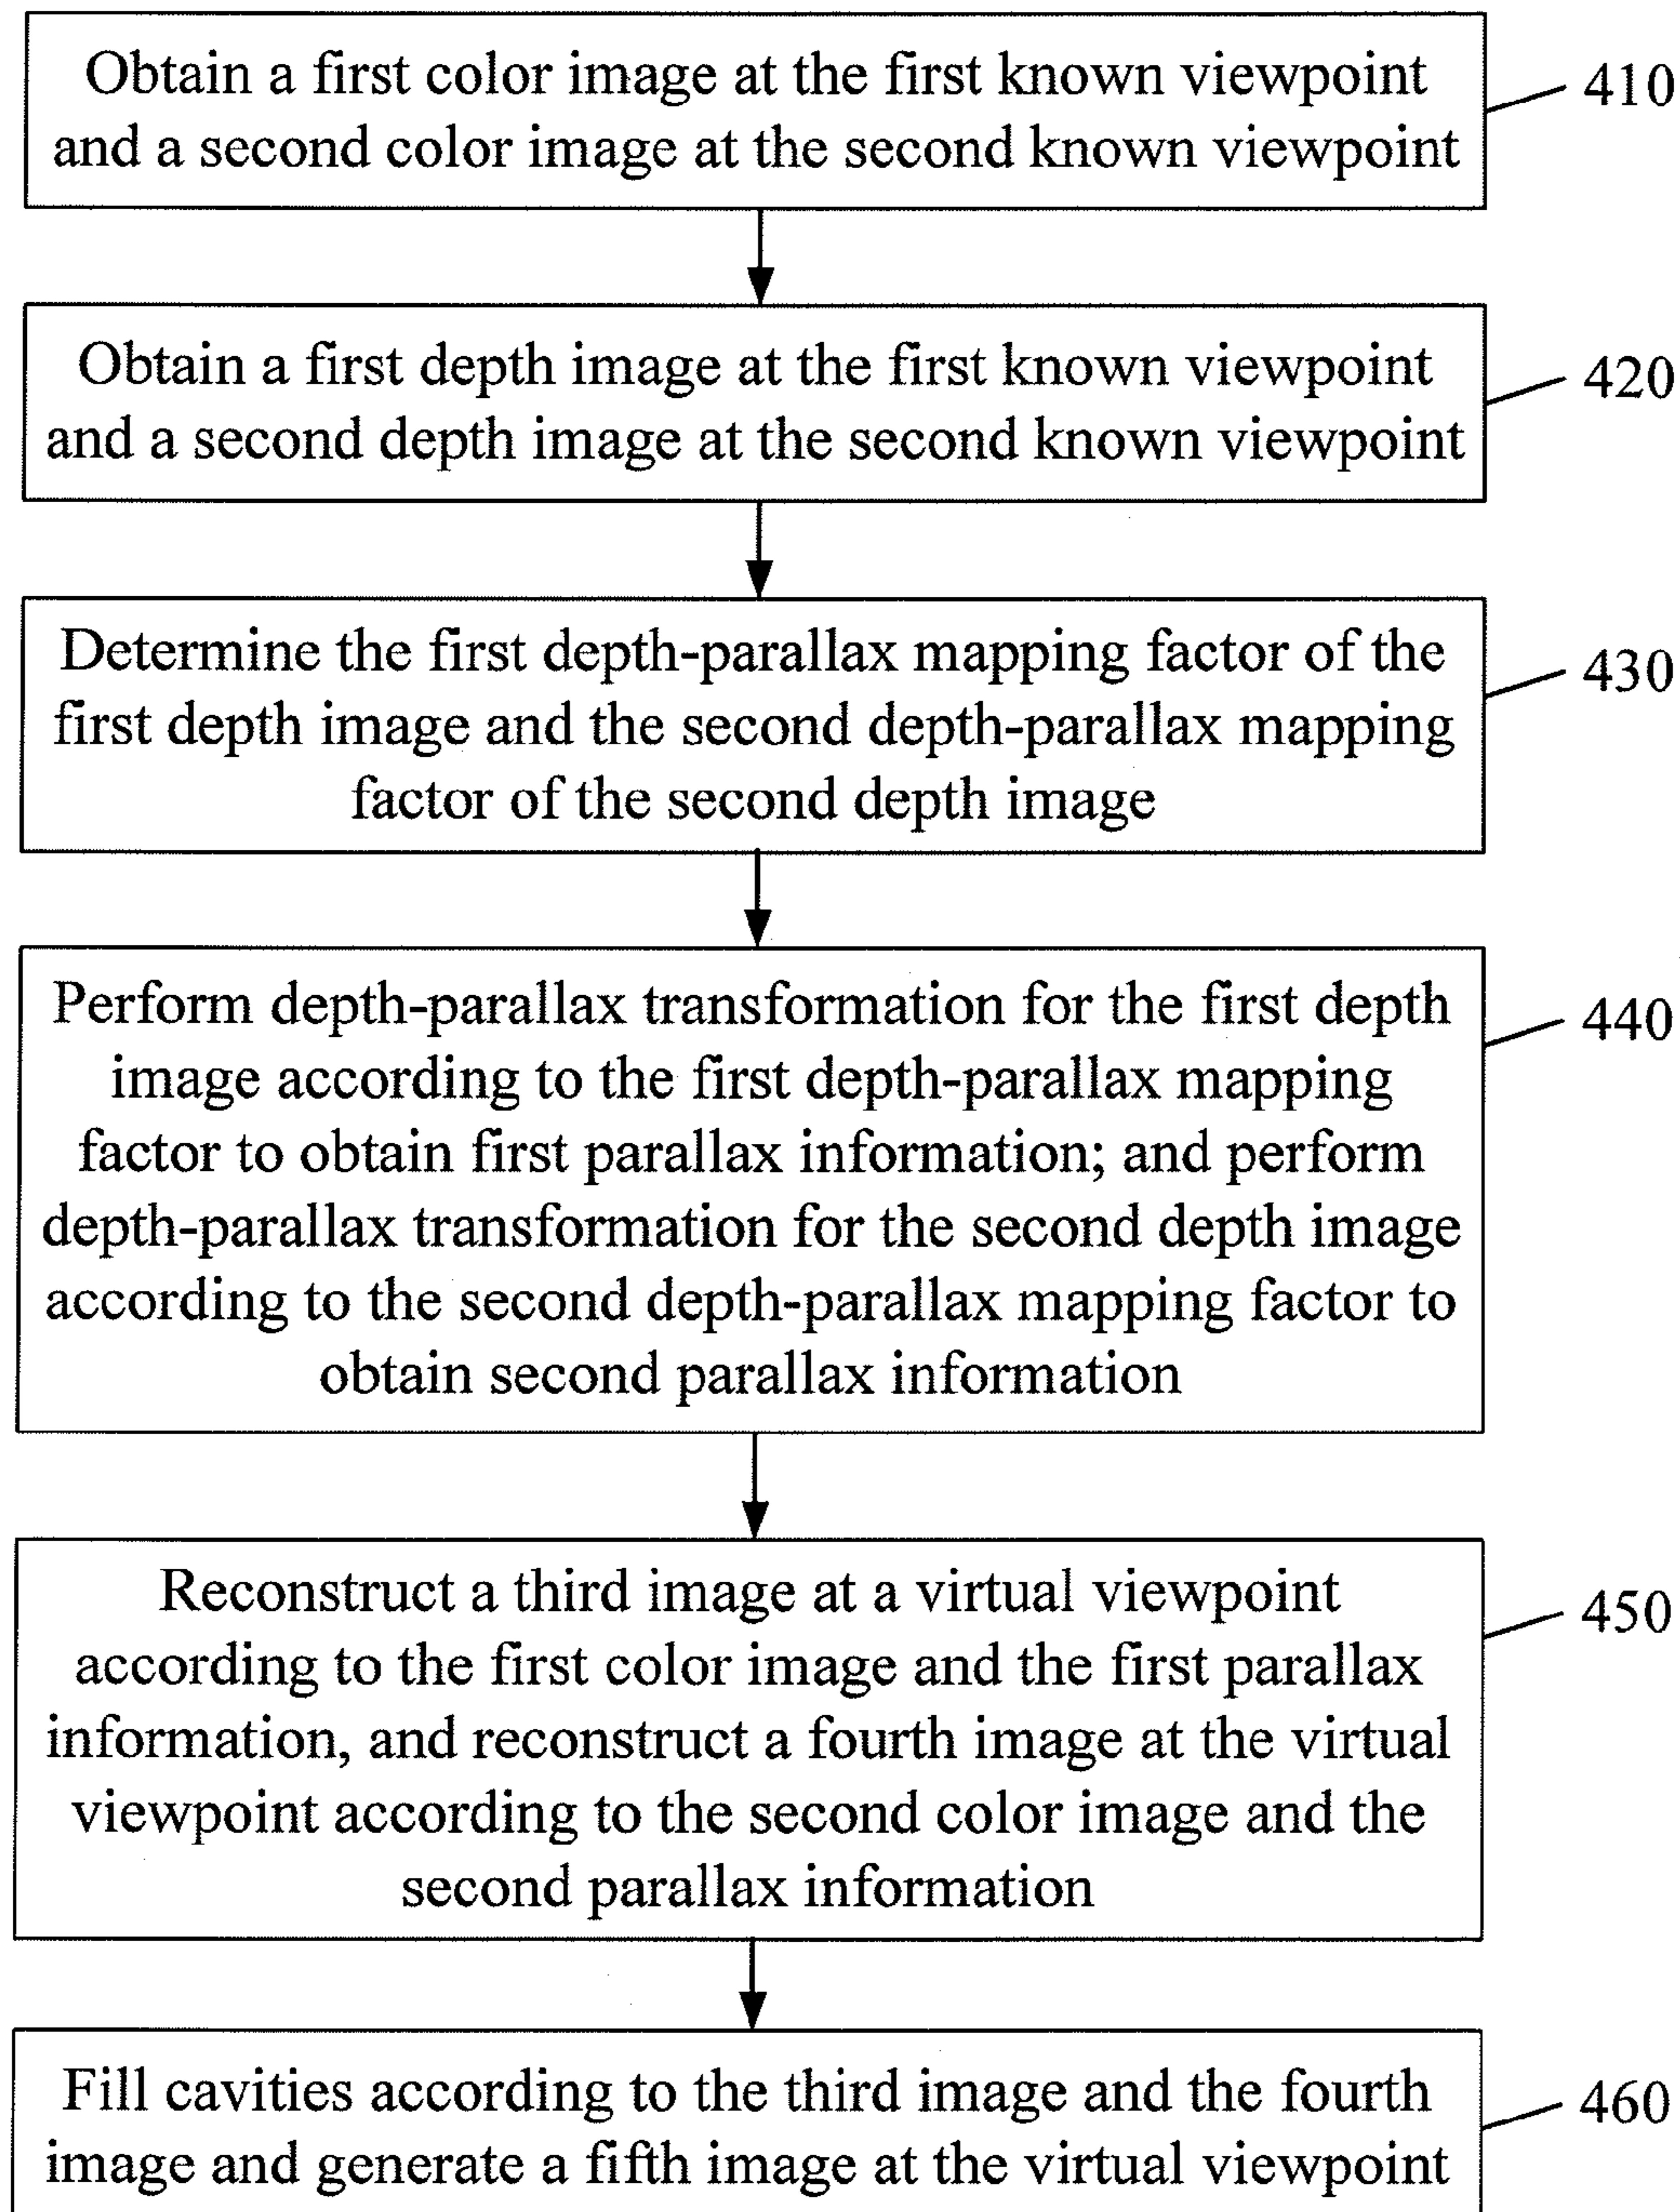 Obtain a first color image at the first known viewpoint
and a second color image at the second known viewpoint
410
Obtain a first depth image at the first known viewpoint
and a second depth image at the second known viewpoint
420
Determine the first depth-parallax mapping factor of the
first depth image and the second depth-parallax mapping
factor of the second depth image
430
Perform depth-parallax transformation for the first depth
image according to the first depth-parallax mapping
factor to obtain first parallax information; and perform
depth-parallax transformation for the second depth image
according to the second depth-parallax mapping factor to
obtain second parallax information
440
Reconstruct a third image at a virtual viewpoint
according to the first color image and the first parallax
information, and reconstruct a fourth image at the virtual
viewpoint according to the second color image and the
second parallax information
450
Fill cavities according to the third image and the fourth
image and generate a fifth image at the virtual viewpoint
460